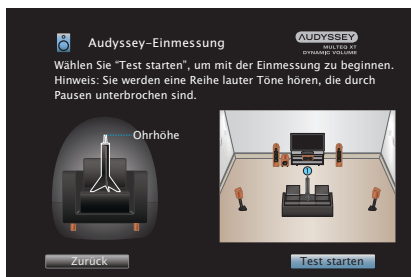 Audyssey-Einmessung
AUDYSSEY
MULTEQ XT
DYNAMIC VOLUME
Wählen Sie "Test starten", um mit der Einmessung zu beginnen.
Hinweis: Sie werden eine Reihe lauter Töne hören, die durch
Pausen unterbrochen sind.
Ohrhöhe
1
Zurück
Test starten